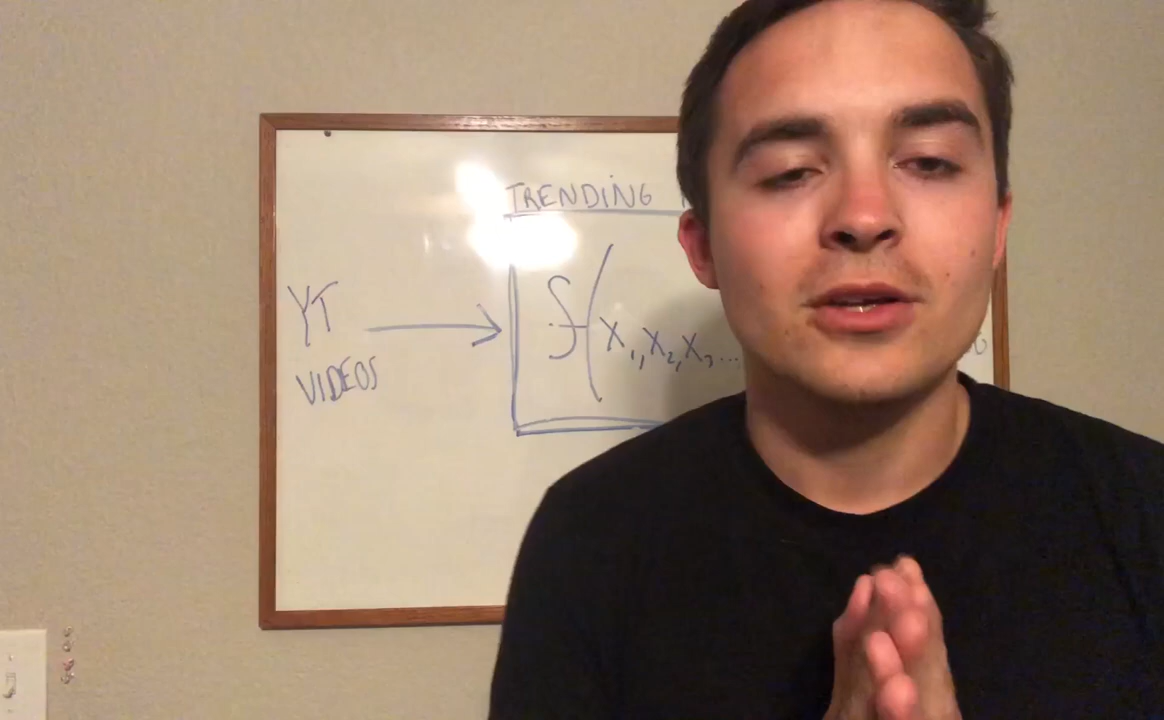 TRENDING
YT
VIDEOS
f(x₁,x₂,x₃,...